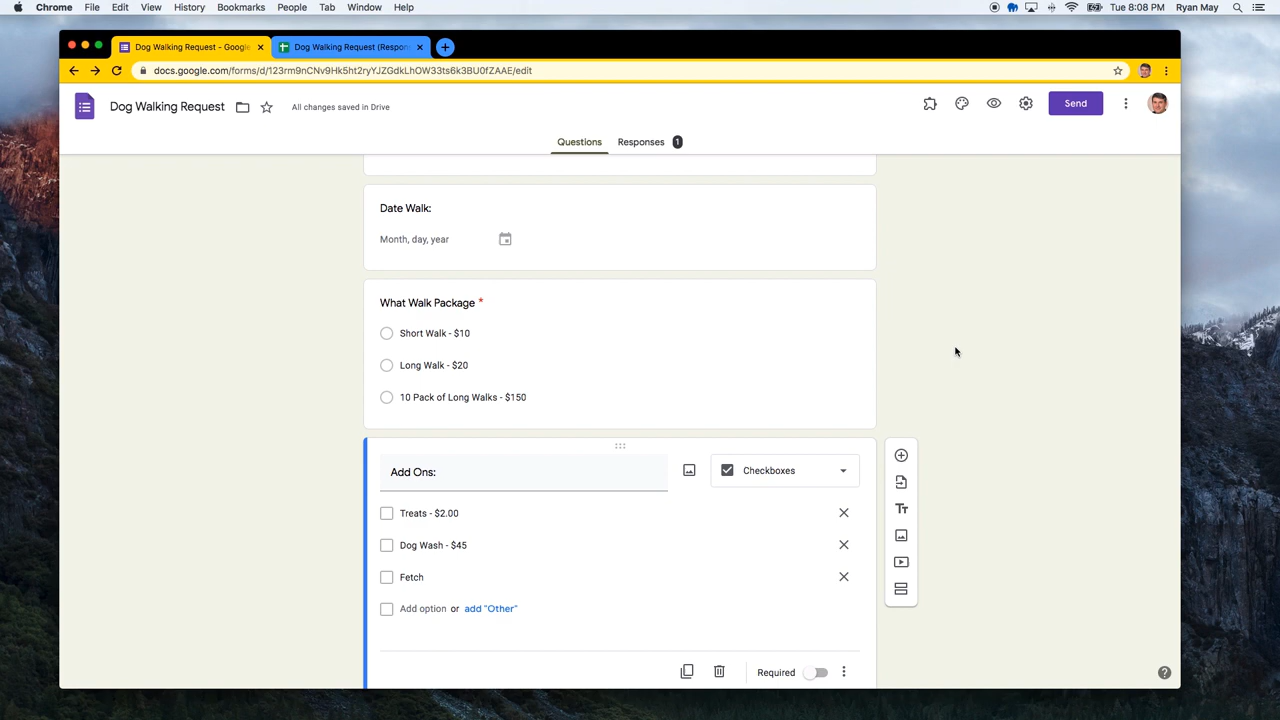 Chrome File Edit View History Bookmarks People Tab Window Help Tue 8:08 PM Ryan May
Dog Walking Request - Google Dog Walking Request (Respon
docs.google.com/forms/d/123rm9nCNv9Hk5ht2ryYJZGdkLhOW33ts6k3BU0fZAAE/edit
Dog Walking Request All changes saved in Drive Send
Questions Responses 1
Date Walk:
Month, day, year
What Walk Package *
Short Walk - $10
Long Walk - $20
10 Pack of Long Walks - $150
Add Ons: Checkboxes
Treats - $2.00
Dog Wash - $45
Fetch
Add option or add "Other"
Required